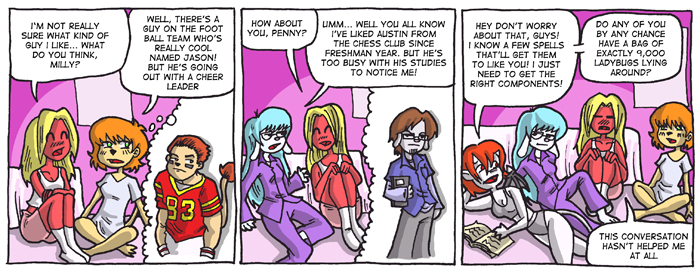 I'M NOT REALLY
SURE WHAT KIND OF
GUY I LIKE... WHAT
DO YOU THINK,
MILLY?
WELL, THERE'S A
GUY ON THE FOOT
BALL TEAM WHO'S
REALLY COOL
NAMED JASON!
BUT HE'S GOING
OUT WITH A CHEER
LEADER
93
HOW ABOUT
YOU, PENNY?
UMM... WELL YOU ALL KNOW
I'VE LIKED AUSTIN FROM
THE CHESS CLUB SINCE
FRESHMAN YEAR. BUT HE'S
TOO BUSY WITH HIS STUDIES
TO NOTICE ME!
HEY DON'T WORRY
ABOUT THAT, GUYS!
I KNOW A FEW SPELLS
THAT'LL GET THEM
TO LIKE YOU! I JUST
NEED TO GET THE
RIGHT COMPONENTS!
DO ANY OF YOU
BY ANY CHANCE
HAVE A BAG OF
EXACTLY 9,000
LADYBUGS LYING
AROUND?
THIS CONVERSATION
HASN'T HELPED ME
AT ALL